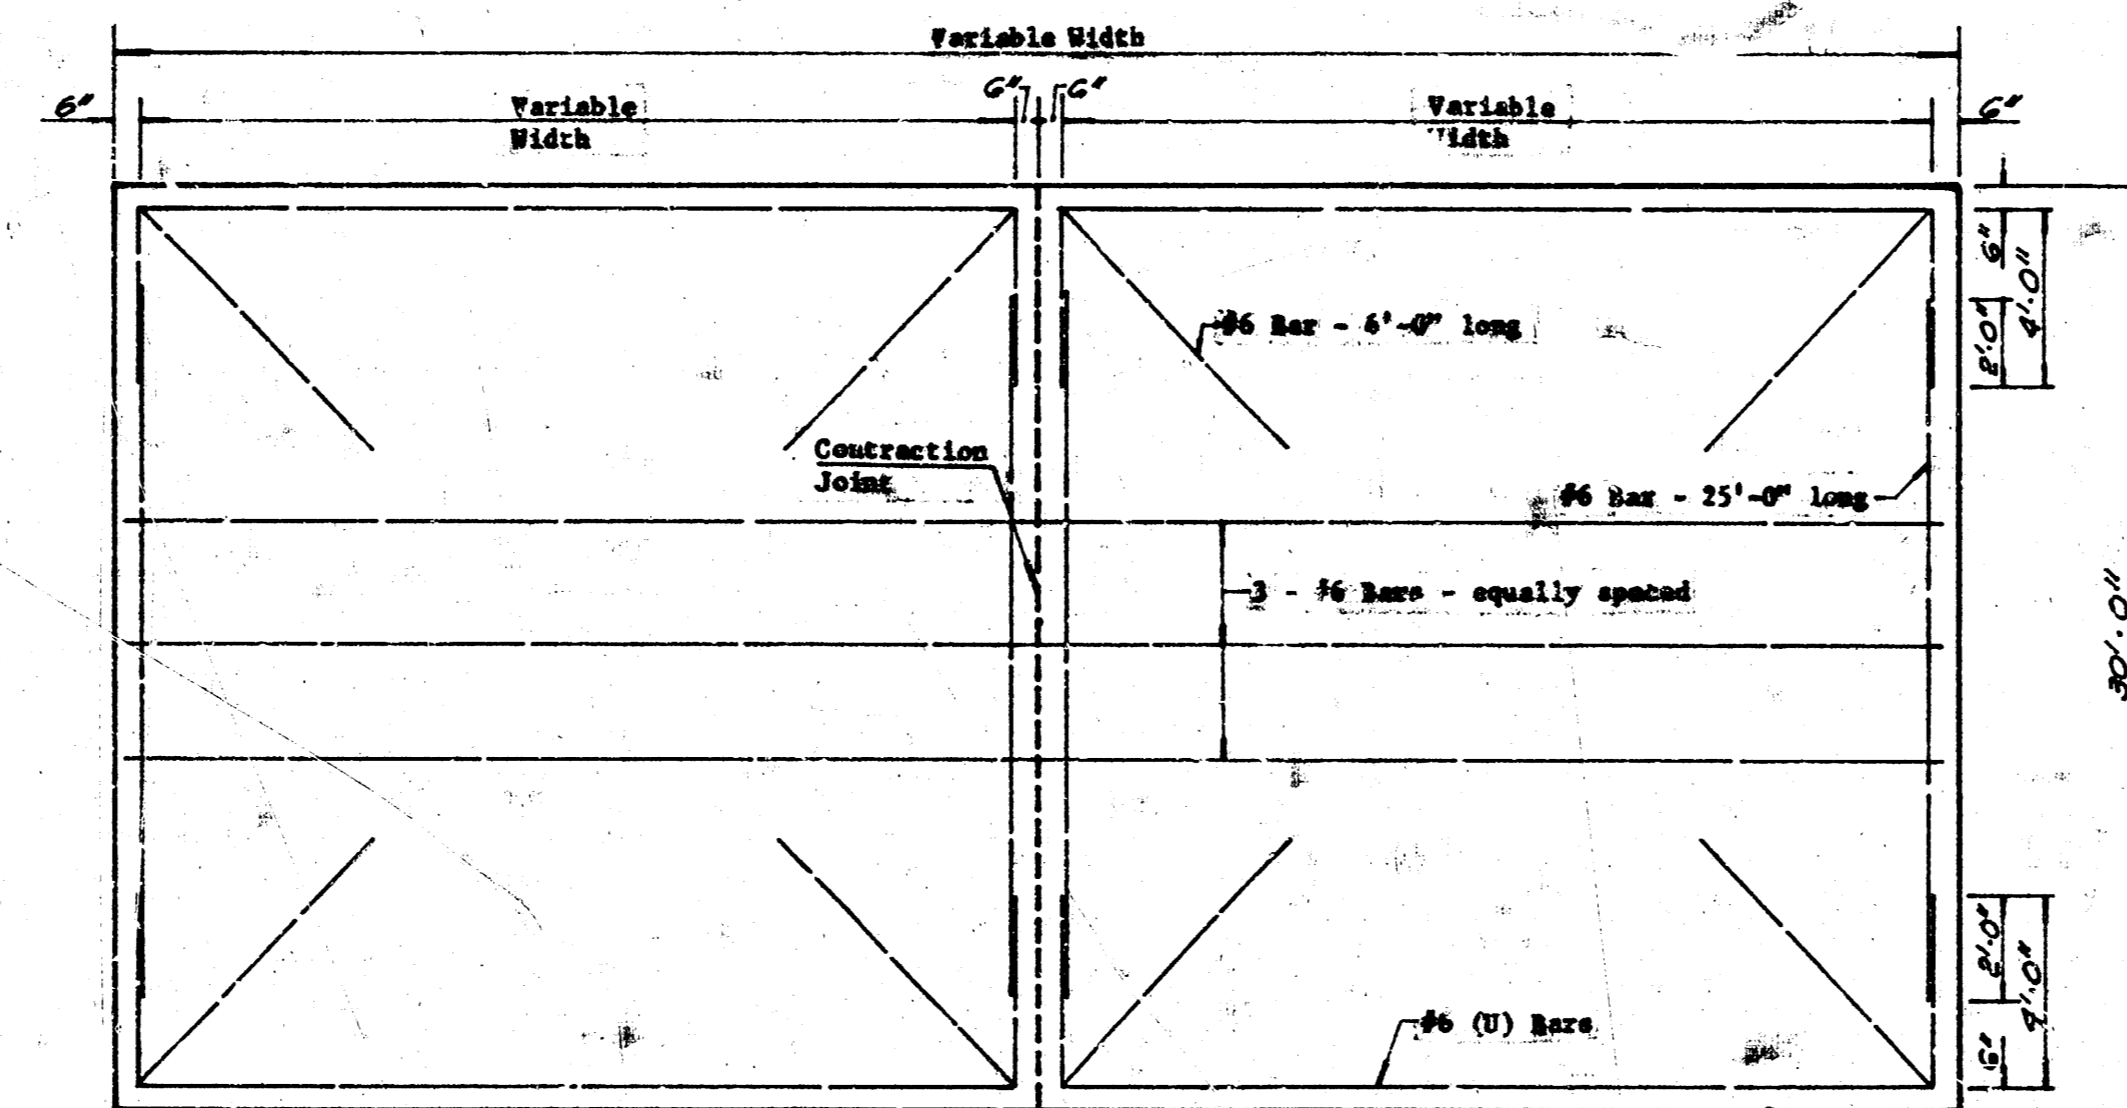 Variable Width
6"
Variable
Width
6"
6"
Variable
Width
6"
6"
4'-0"
2'-0"
#6 Bar - 6'-0" long
Contraction
Joint
#6 Bar - 25'-0" long
3 - #6 Bars - equally spaced
30'-0"
2'-0"
4'-0"
#6 (U) Bars
6"